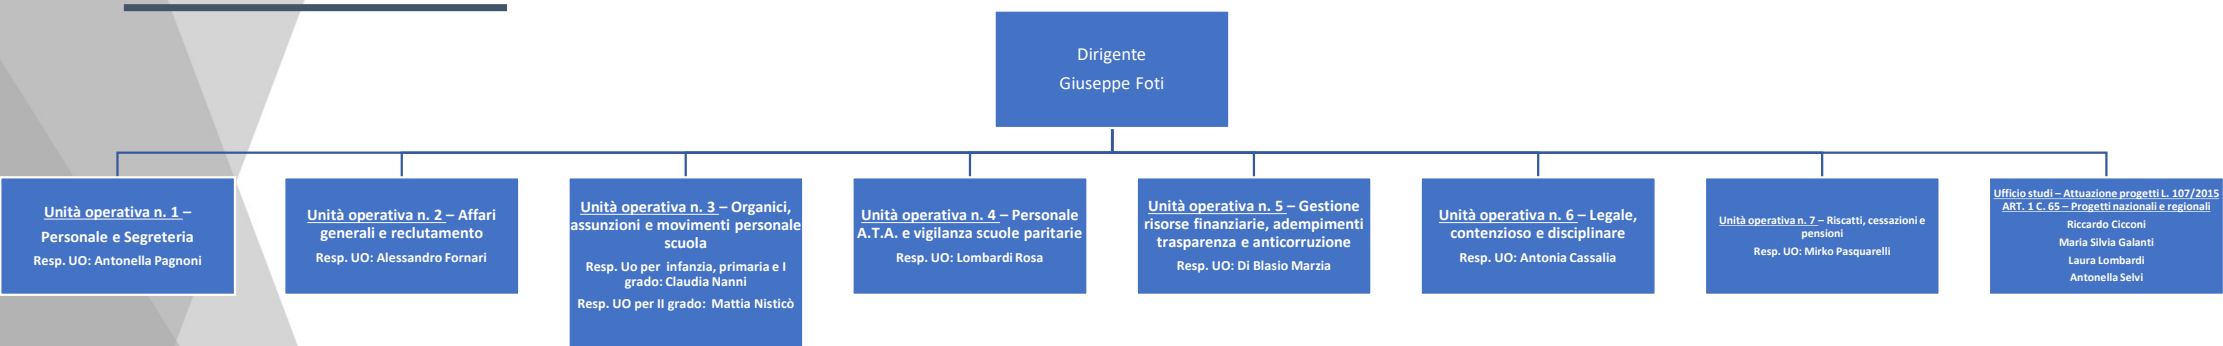 Dirigente
Giuseppe Foti
Unità operativa n. 1 –
Personale e Segreteria
Resp. UO: Antonella Pagnoni
Unità operativa n. 2 – Affari
generali e reclutamento
Resp. UO: Alessandro Fornari
Unità operativa n. 3 – Organici,
assunzioni e movimenti personale
scuola
Resp. Uo per infanzia, primaria e I
grado: Claudia Nanni
Resp. UO per II grado: Mattia Nisticò
Unità operativa n. 4 – Personale
A.T.A. e vigilanza scuole paritarie
Resp. UO: Lombardi Rosa
Unità operativa n. 5 – Gestione
risorse finanziarie, adempimenti
trasparenza e anticorruzione
Resp. UO: Di Blasio Marzia
Unità operativa n. 6 – Legale,
contenzioso e disciplinare
Resp. UO: Antonia Cassalia
Unità operativa n. 7 – Riscatti, cessazioni e
pensioni
Resp. UO: Mirko Pasquarelli
Ufficio studi – Attuazione progetti L. 107/2015
ART. 1 C. 65 – Progetti nazionali e regionali
Riccardo Cicconi
Maria Silvia Galanti
Laura Lombardi
Antonella Selvi